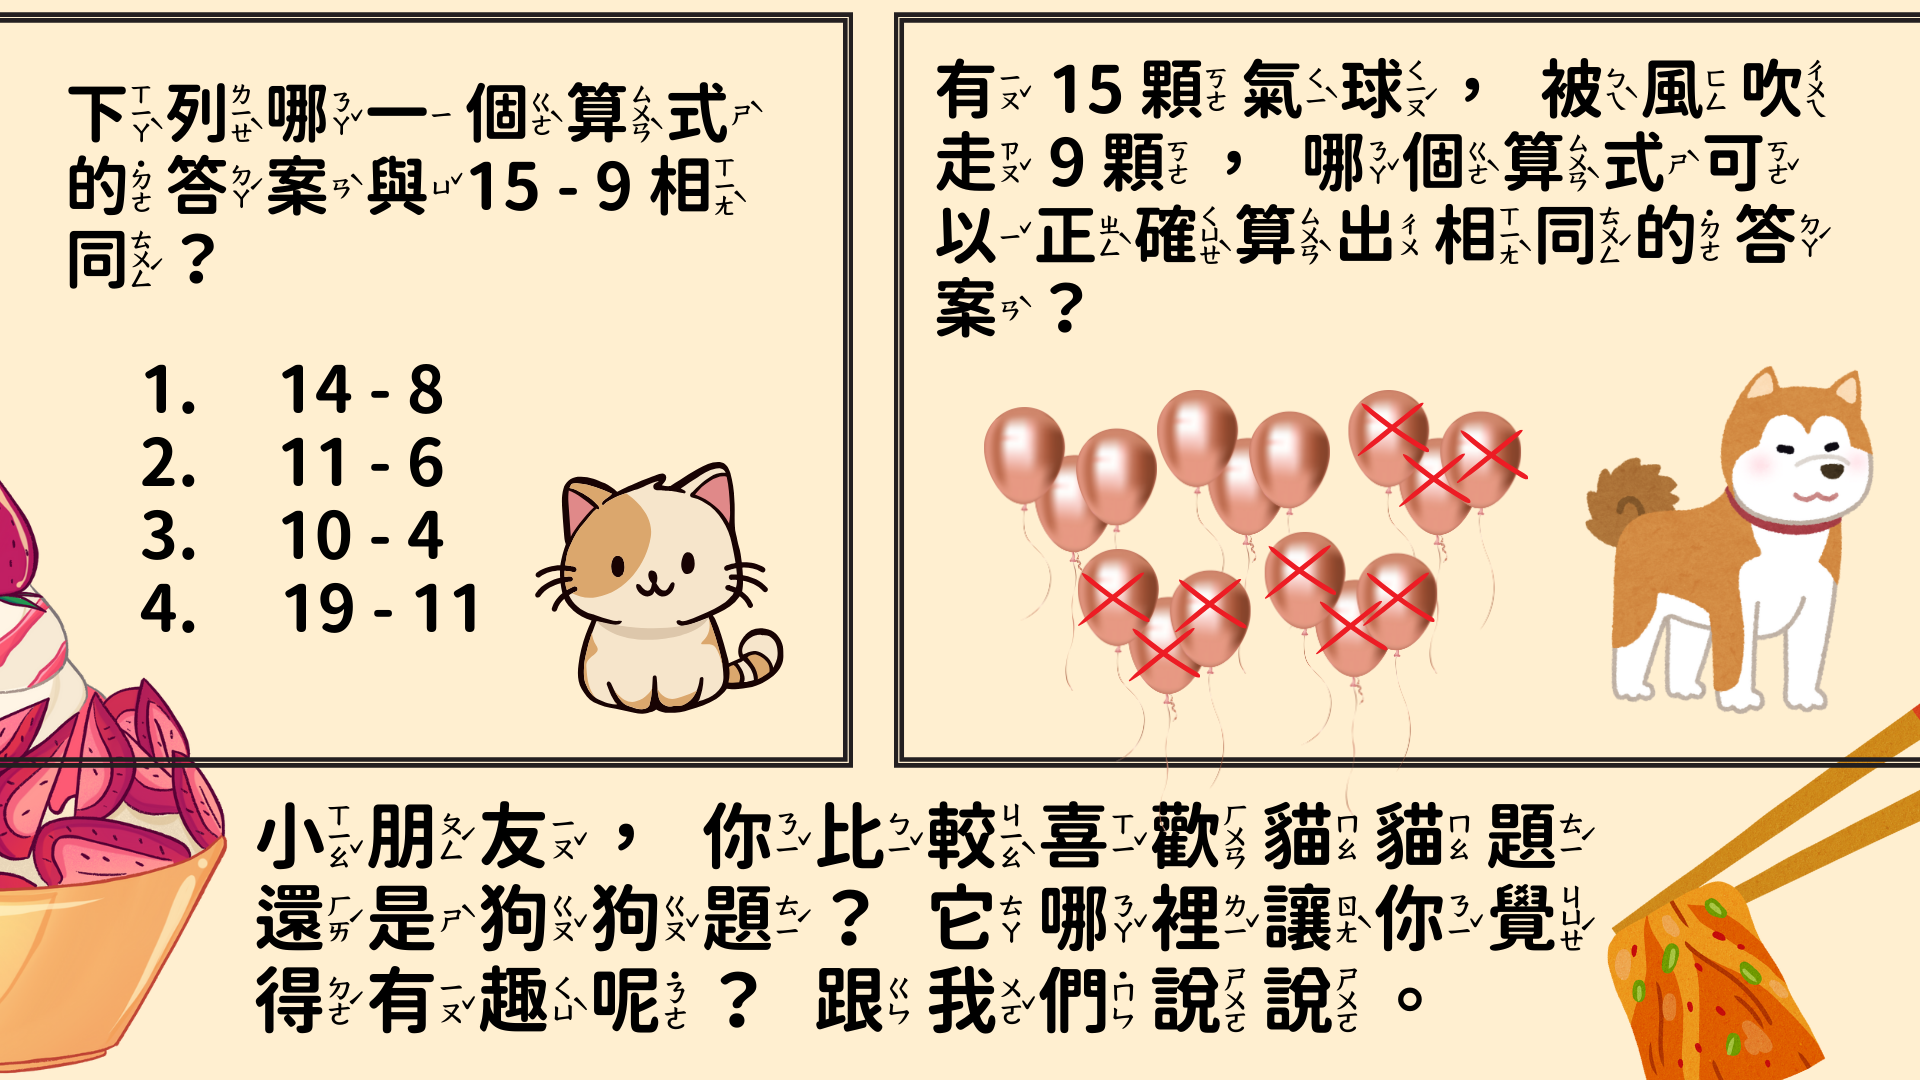 下列哪一個算式
的答案與15 - 9 相
同？
1. 14 - 8
2. 11 - 6
3. 10 - 4
4. 19 - 11
有 15 顆氣球， 被風吹
走 9 顆， 哪個算式可
以正確算出相同的答
案？
小朋友， 你比較喜歡貓貓題
還是狗狗題？ 它哪裡讓你覺
得有趣呢？ 跟我們說說。